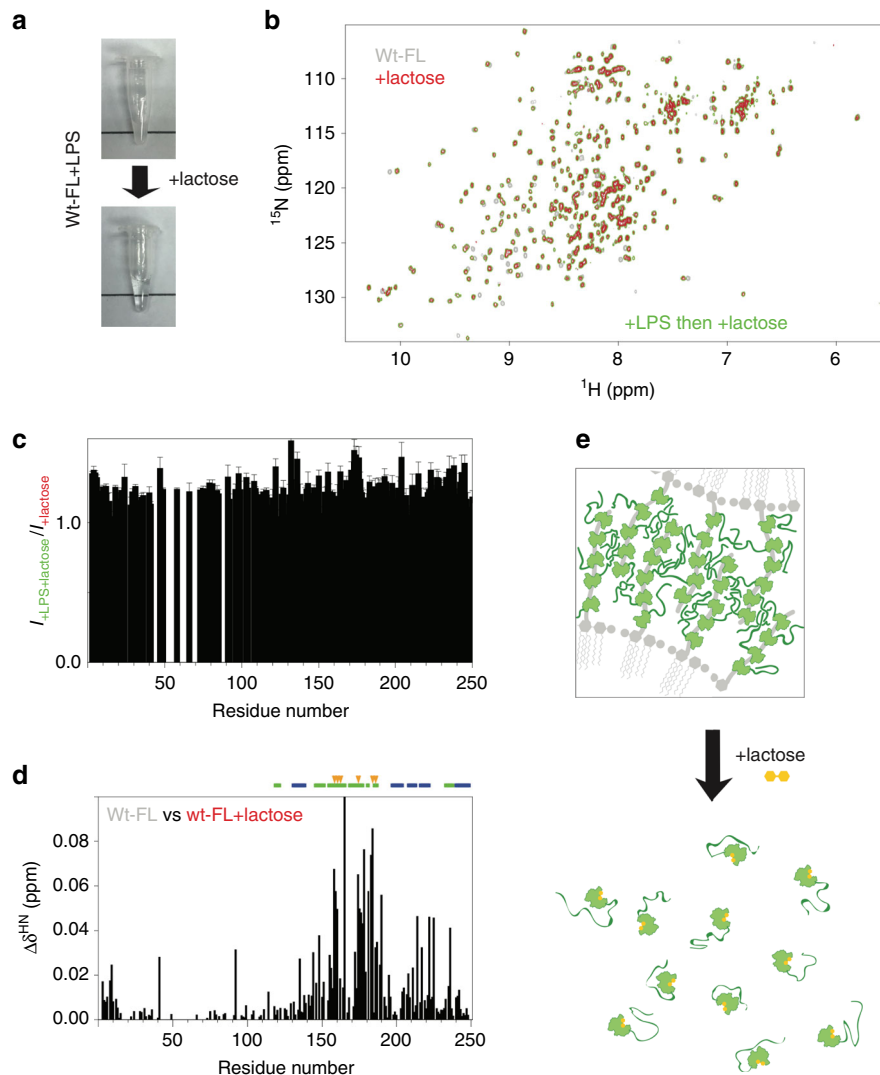 a
Wt-FL+LPS
+lactose
b
Wt-FL
+lactose
+LPS then +lactose
110
115
120
125
130
15N (ppm)
10 9 8 7 6
1H (ppm)
c
I+LPS+lactose/I+lactose
1.0
0.0
50 100 150 200 250
Residue number
d
Wt-FL vs wt-FL+lactose
ΔδHN (ppm)
0.08
0.06
0.04
0.02
0.00
50 100 150 200 250
Residue number
e
+lactose